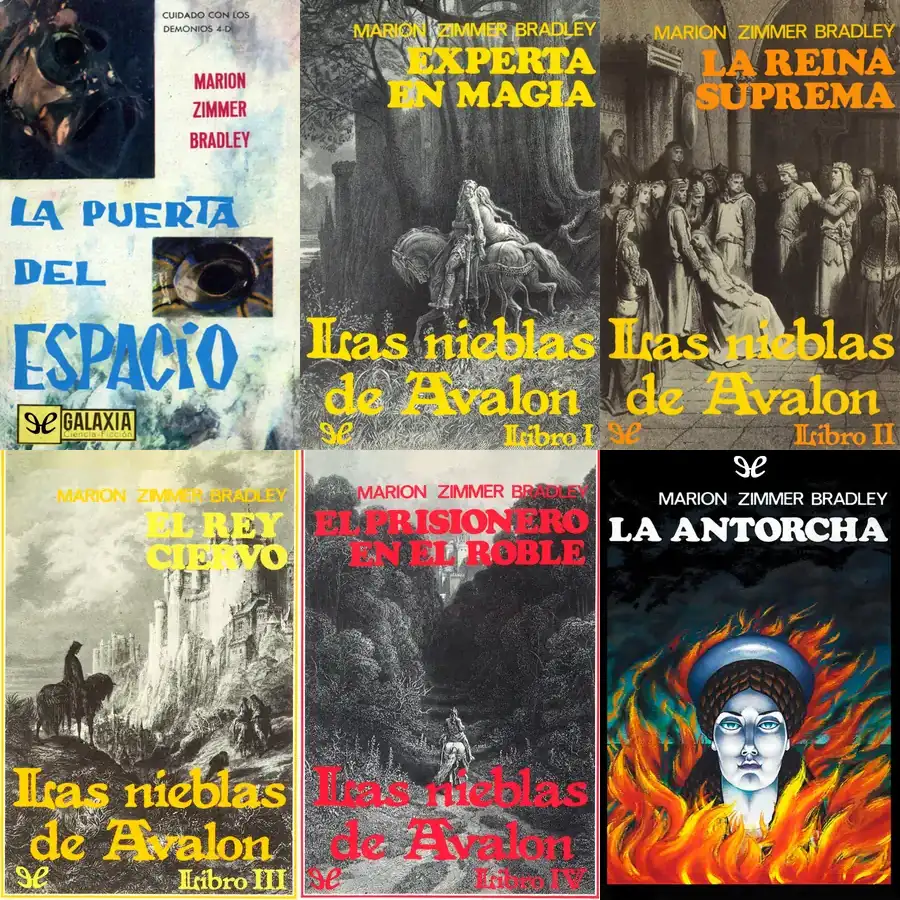 CUIDADO CON LOS
DEMONIOS 4-D
MARION
ZIMMER
BRADLEY
LA PUERTA
DEL
ESPACIO
GALAXIA
Ciencia-Ficción
MARION ZIMMER BRADLEY
EXPERTA
EN MAGIA
Las nieblas
de Avalon
Libro I
MARION ZIMMER BRADLEY
LA REINA
SUPREMA
Las nieblas
de Avalon
Libro II
MARION ZIMMER BRADLEY
EL REY
CIERVO
Las nieblas
de Avalon
Libro III
MARION ZIMMER BRADLEY
EL PRISIONERO
EN EL ROBLE
Las nieblas
de Avalon
Libro IV
MARION ZIMMER BRADLEY
LA ANTORCHA